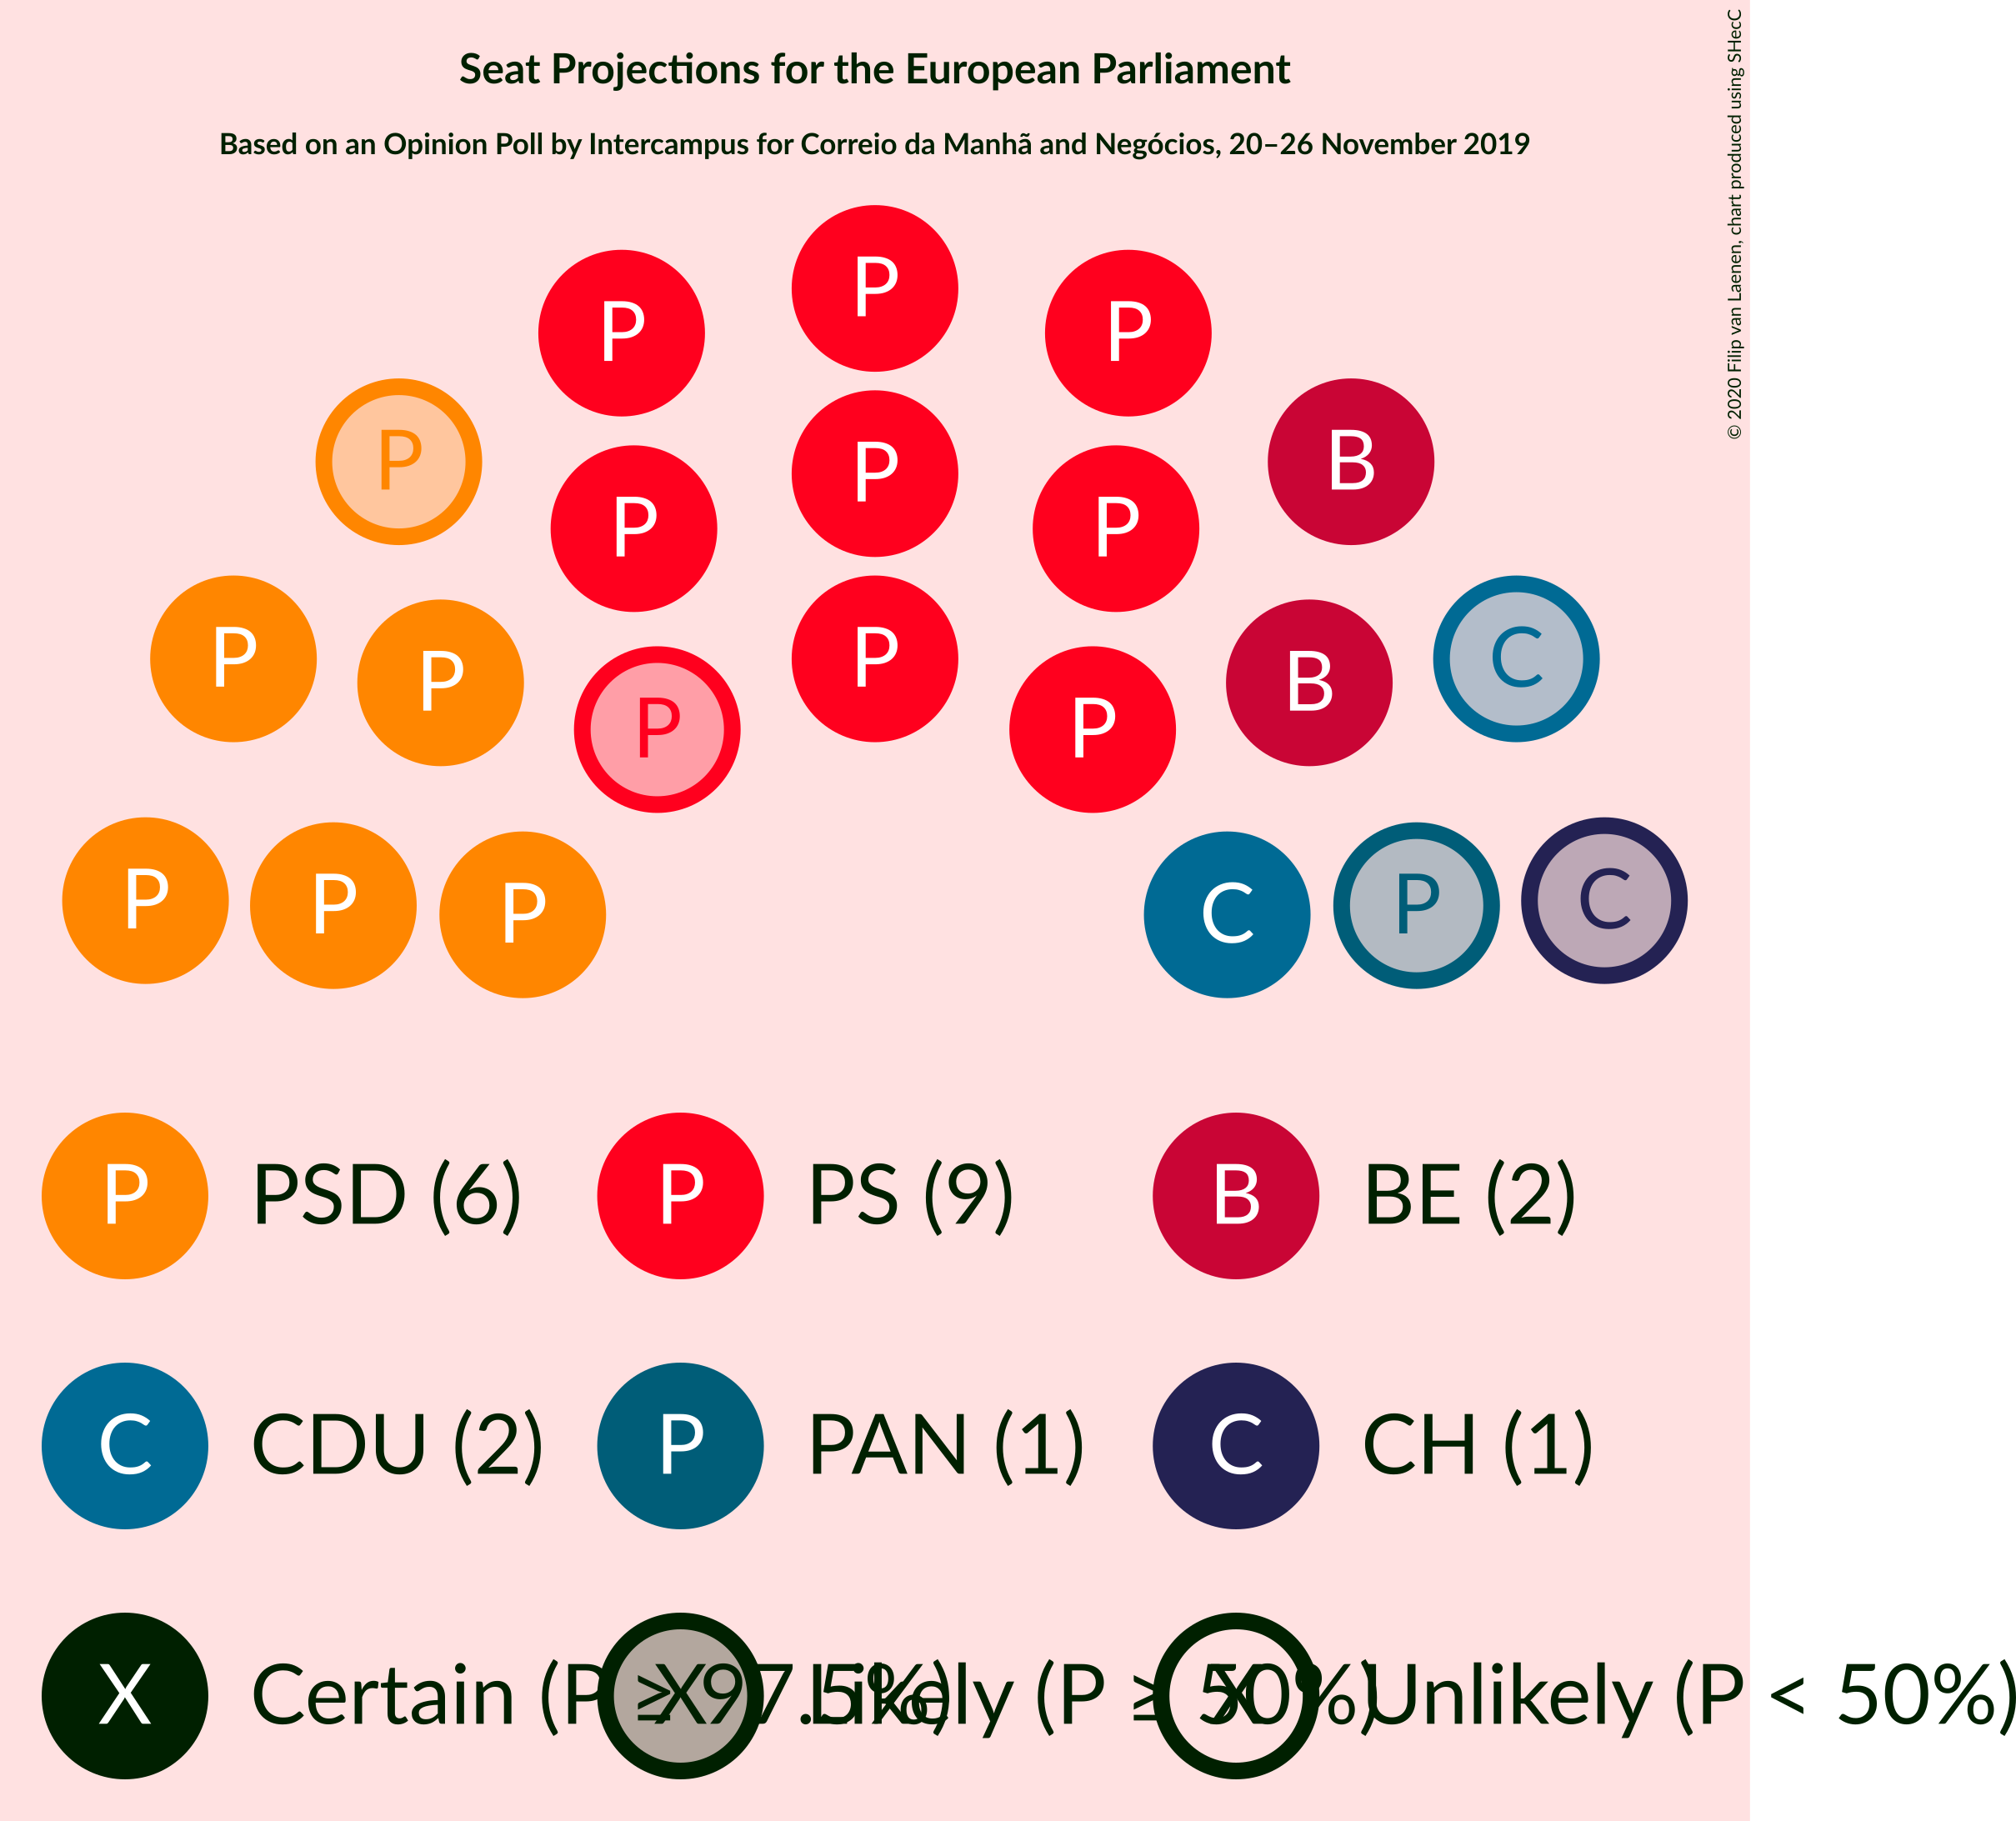 Seat Projections for the European Parliament
Based on an Opinion Poll by Intercampus for Correio da Manhã and Negócios, 20–26 November 2019
© 2020 Filip van Laenen, chart produced using SHecC
P
P P
P B
P
P P
P P B C
P P B
P P
P P P C P C
P PSD (6) P PS (9) B BE (2)
C CDU (2) P PAN (1) C CH (1)
X Certain (P ≥ 97.5%) X Likely (P ≥ 50%) X Unlikely (P < 50%)